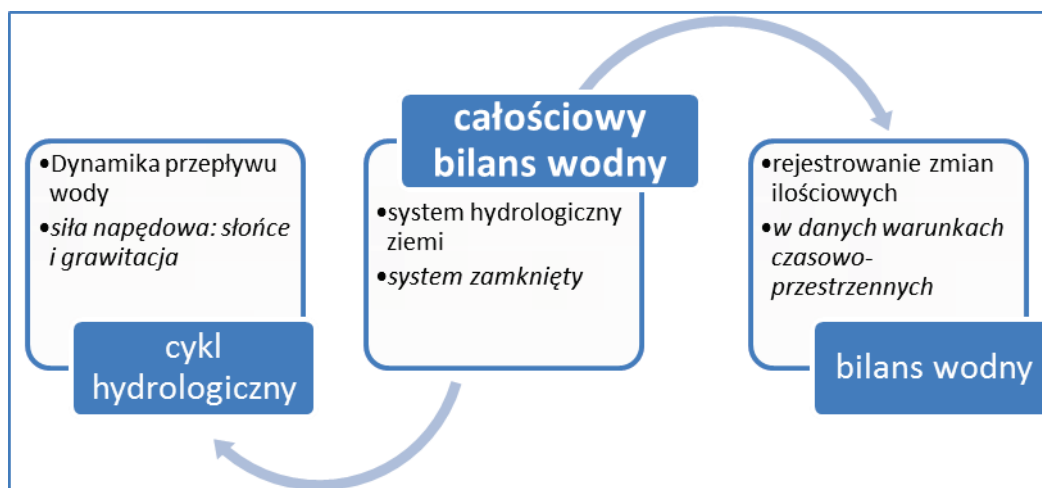 •Dynamika przepływu
wody
•siła napędowa: słońce
i grawitacja
cykl
hydrologiczny
całościowy
bilans wodny
•system hydrologiczny
ziemi
•system zamknięty
•rejestrowanie zmian
ilościowych
•w danych warunkach
czasowo-
przestrzennych
bilans wodny